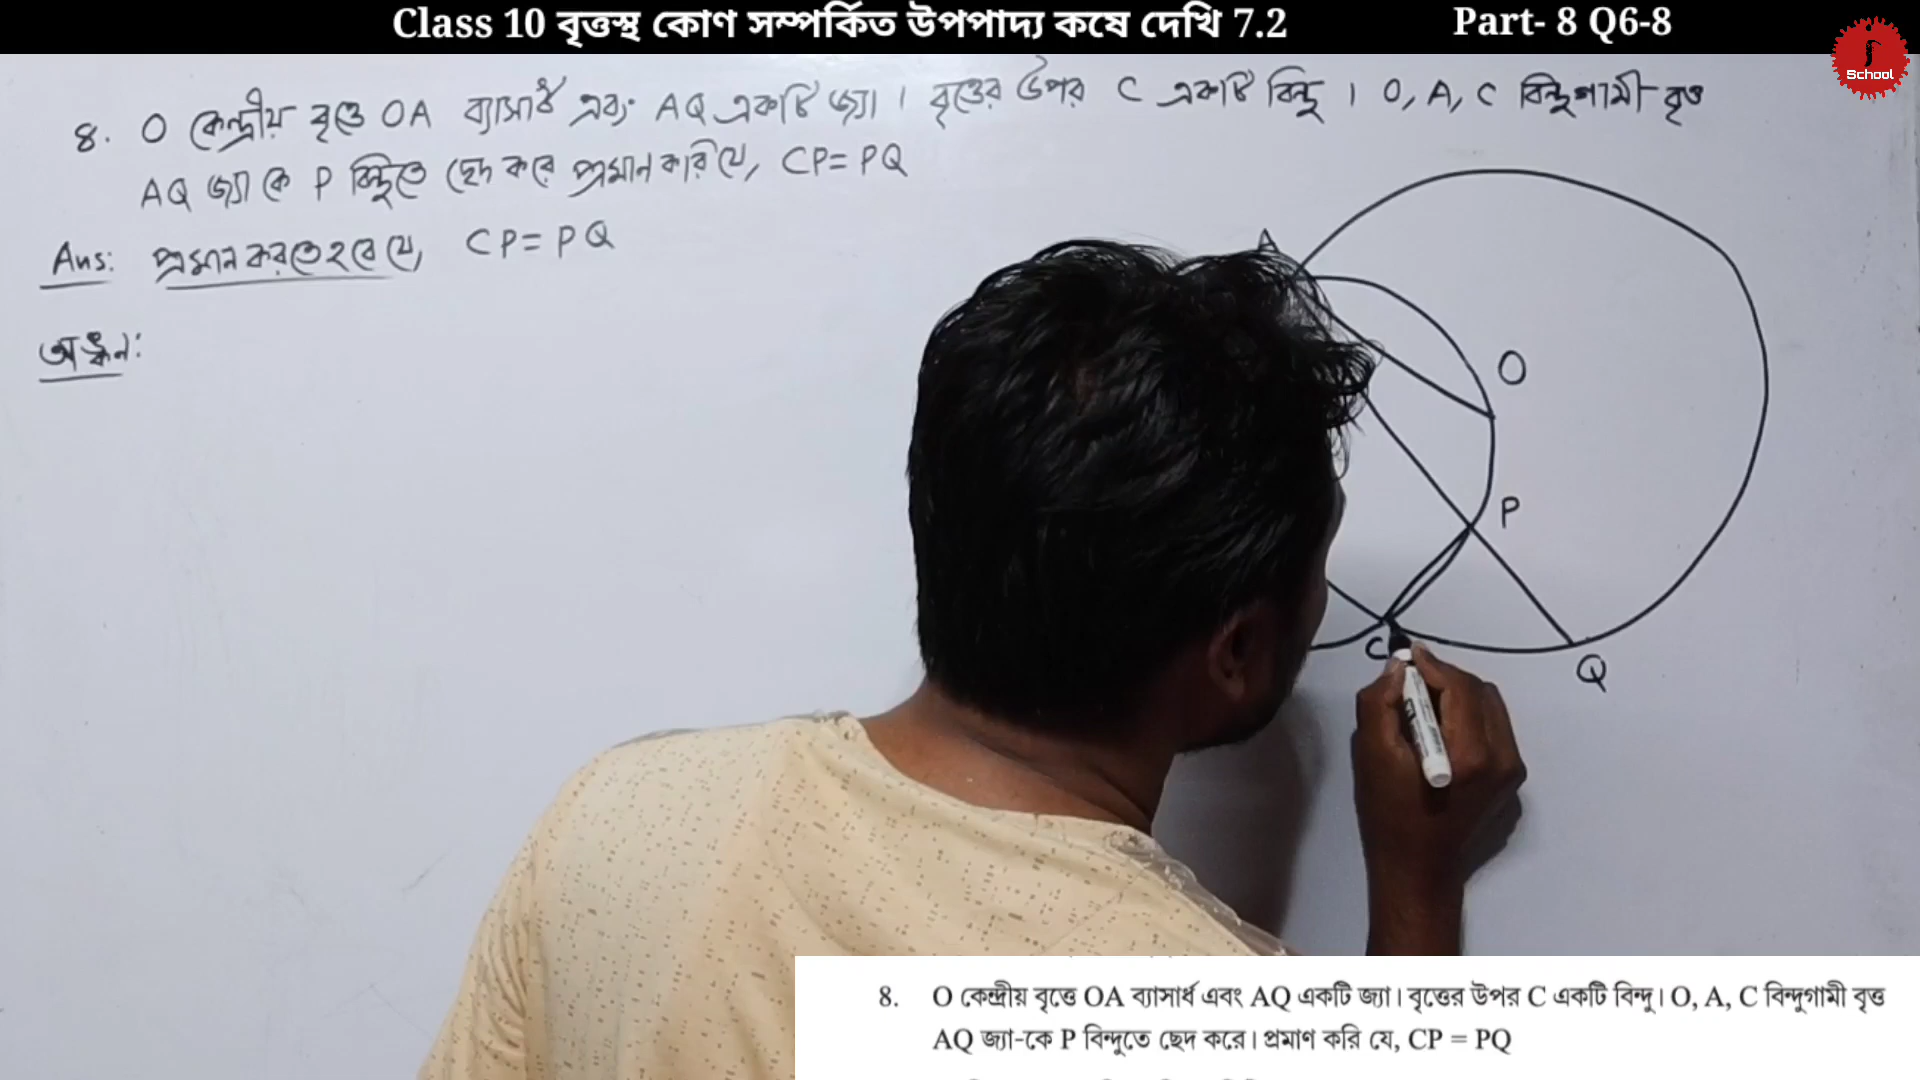 Class 10 বৃত্তস্থ কোণ সম্পর্কিত উপপাদ্য কষে দেখি 7.2 Part- 8 Q6-8
School
8. O কেন্দ্রীয় বৃত্তে OA ব্যাসার্ধ এবং AQ একটি জ্যা । বৃত্তের উপর C একটি বিন্দু । O, A, C বিন্দুগামী বৃত্ত
AQ জ্যা কে P বিন্দুতে ছেদ করে প্রমান করি যে, CP = PQ
Ans: প্রমান করতে হবে যে, CP = PQ
অঙ্কন:
A
O
P
C
Q
8. O কেন্দ্রীয় বৃত্তে OA ব্যাসার্ধ এবং AQ একটি জ্যা। বৃত্তের উপর C একটি বিন্দু। O, A, C বিন্দুগামী বৃত্ত
AQ জ্যা-কে P বিন্দুতে ছেদ করে। প্রমাণ করি যে, CP = PQ